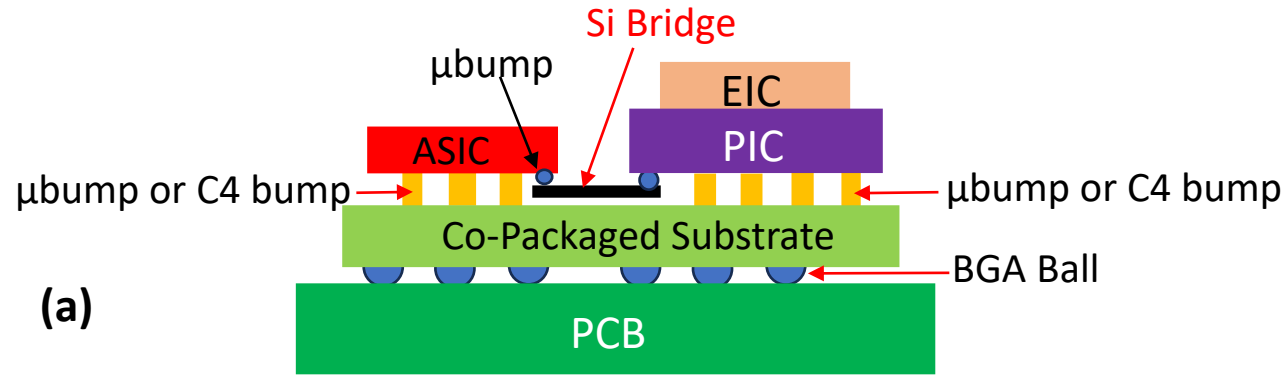 Si Bridge
μbump
EIC
ASIC
PIC
μbump or C4 bump
μbump or C4 bump
Co-Packaged Substrate
BGA Ball
(a)
PCB